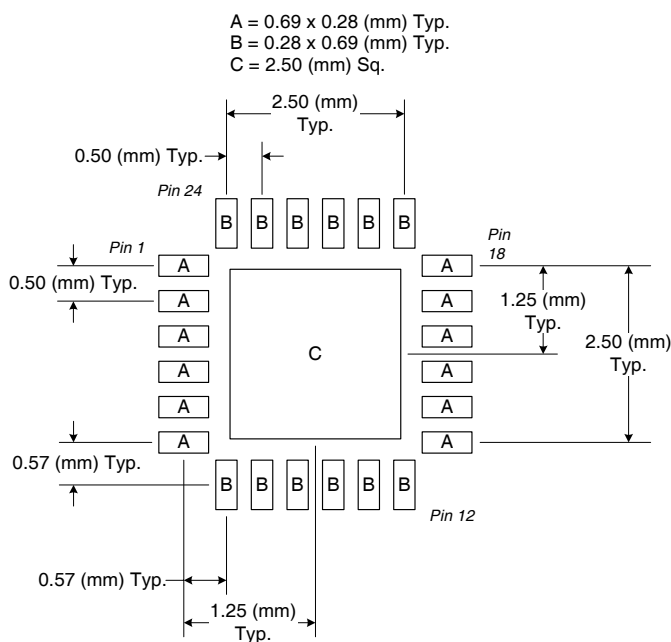 A = 0.69 x 0.28 (mm) Typ.
B = 0.28 x 0.69 (mm) Typ.
C = 2.50 (mm) Sq.
2.50 (mm)
Typ.
0.50 (mm) Typ.
Pin 24
B B B B B B
Pin 1
Pin
18
A A
0.50 (mm) Typ.
A A
1.25 (mm)
Typ.
A A
2.50 (mm)
Typ.
C
A A
A A
A A
0.57 (mm) Typ.
B B B B B B
Pin 12
0.57 (mm) Typ.
1.25 (mm)
Typ.